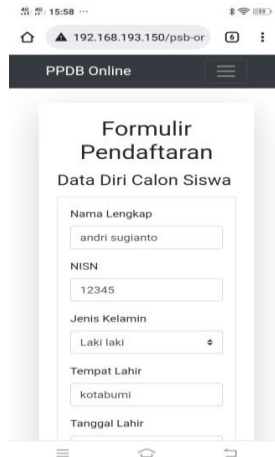 15:58 ...
192.168.193.150/psb-or 6
PPDB Online
Formulir
Pendaftaran
Data Diri Calon Siswa
Nama Lengkap
andri sugianto
NISN
12345
Jenis Kelamin
Laki laki
Tempat Lahir
kotabumi
Tanggal Lahir